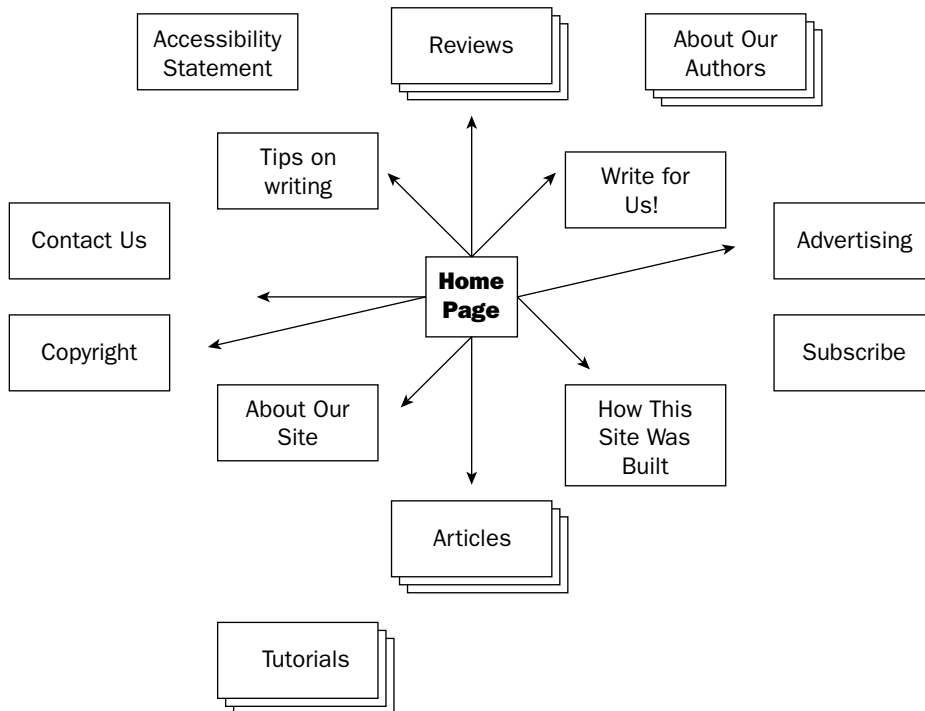 Accessibility
Statement
Reviews
About Our
Authors
Tips on
writing
Write for
Us!
Contact Us
Home
Page
Advertising
Copyright
Subscribe
About Our
Site
How This
Site Was
Built
Articles
Tutorials